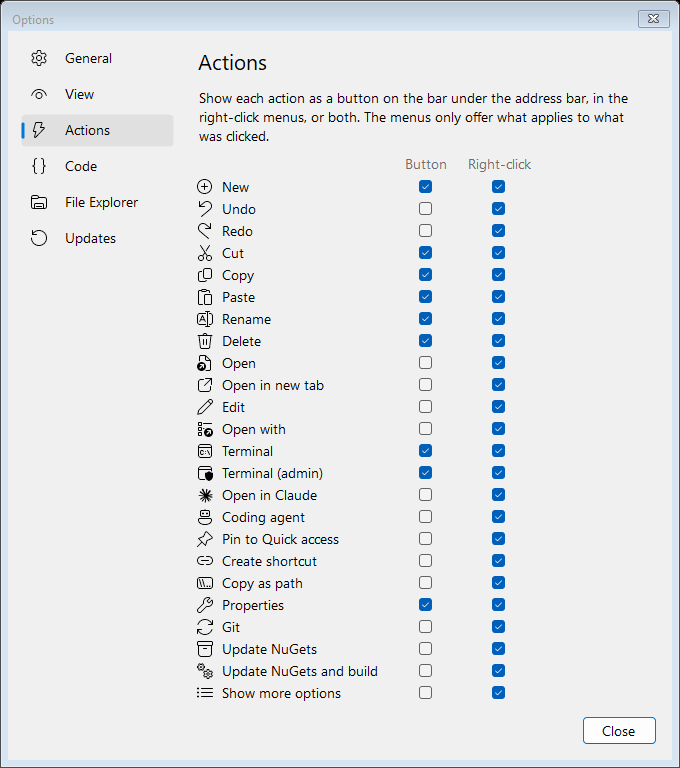 Options
General
View
Actions
Code
File Explorer
Updates
Actions
Show each action as a button on the bar under the address bar, in the
right-click menus, or both. The menus only offer what applies to what
was clicked.
Button Right-click
New
Undo
Redo
Cut
Copy
Paste
Rename
Delete
Open
Open in new tab
Edit
Open with
Terminal
Terminal (admin)
Open in Claude
Coding agent
Pin to Quick access
Create shortcut
Copy as path
Properties
Git
Update NuGets
Update NuGets and build
Show more options
Close